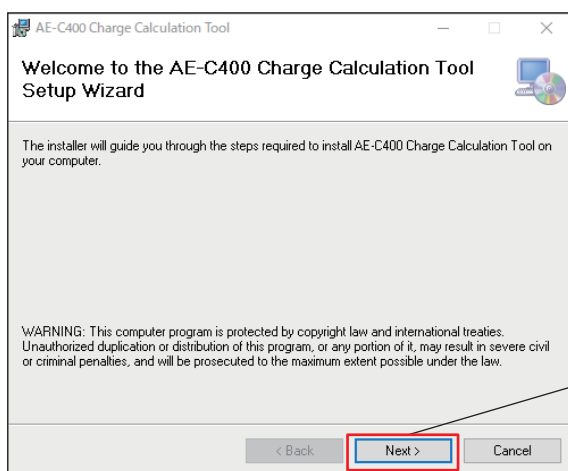 AE-C400 Charge Calculation Tool
Welcome to the AE-C400 Charge Calculation Tool
Setup Wizard
The installer will guide you through the steps required to install AE-C400 Charge Calculation Tool on
your computer.
WARNING: This computer program is protected by copyright law and international treaties.
Unauthorized duplication or distribution of this program, or any portion of it, may result in severe civil
or criminal penalties, and will be prosecuted to the maximum extent possible under the law.
< Back Next > Cancel